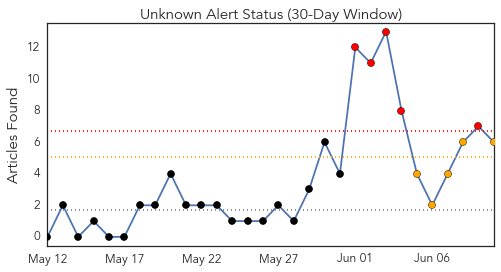 Unknown Alert Status (30-Day Window)
Articles Found
12
10
8
6
4
2
0
May 12 May 17 May 22 May 27 Jun 01 Jun 06